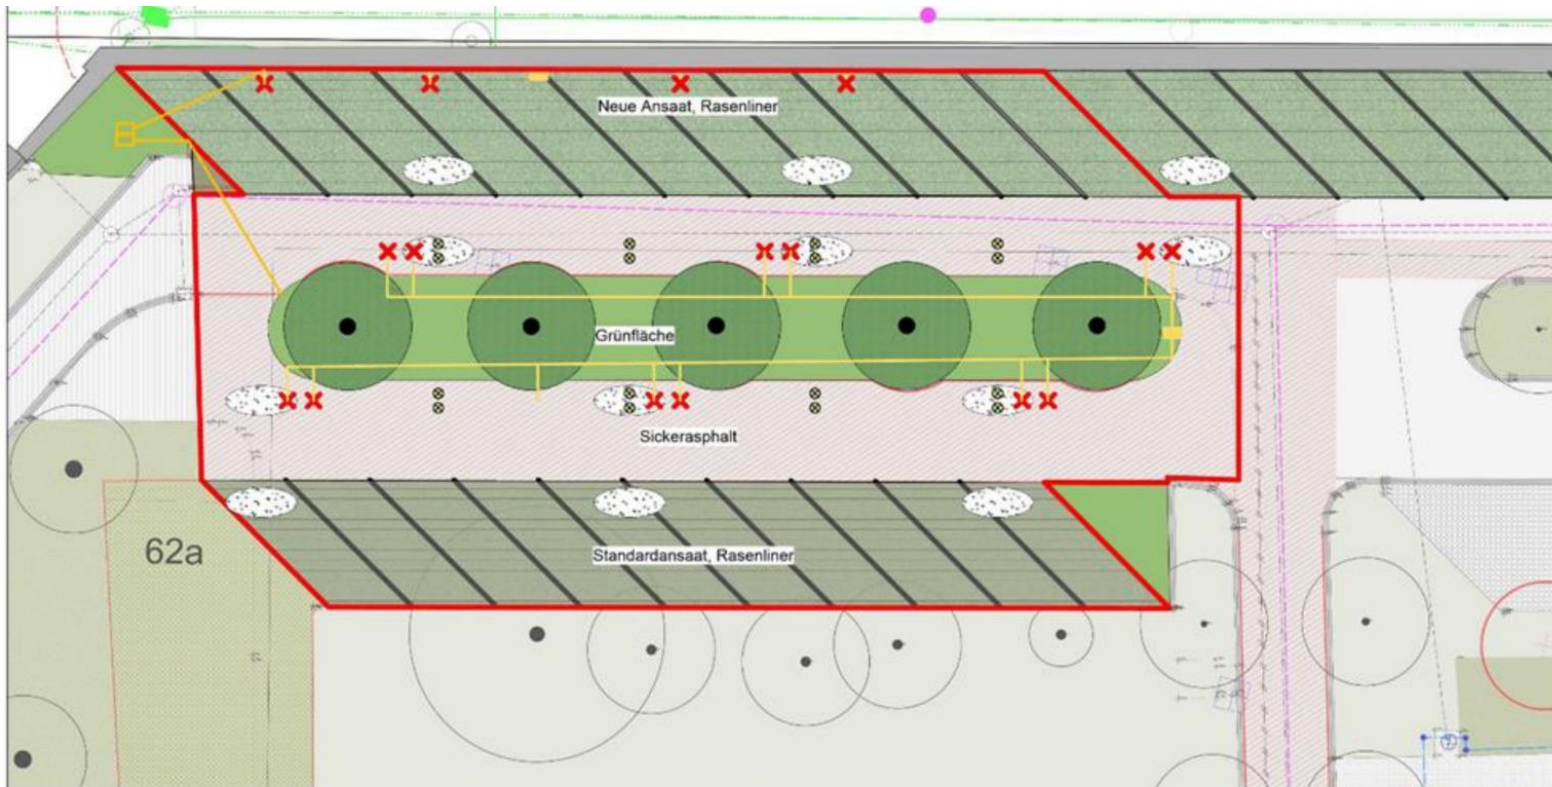 Neue Ansaat, Rasenliner
Grünfläche
Sickerasphalt
Standardansaat, Rasenliner
62a